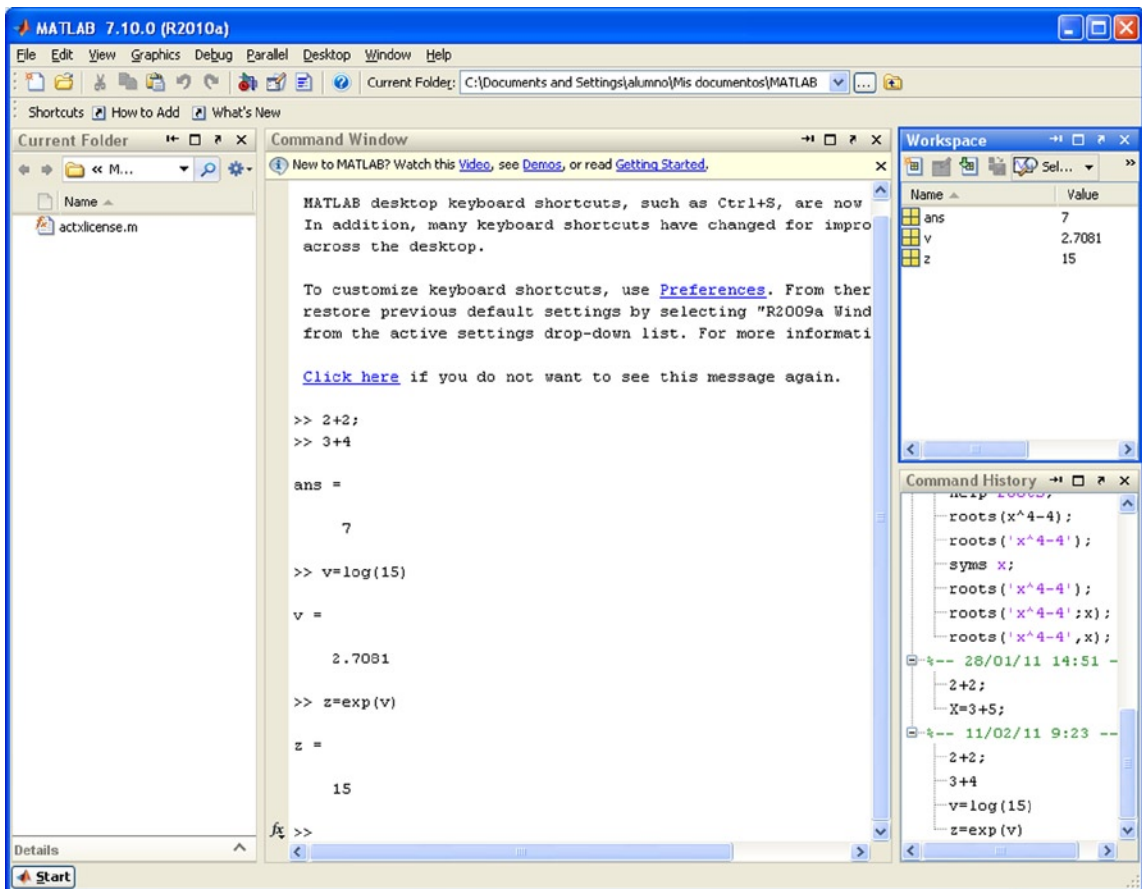 MATLAB 7.10.0 (R2010a)
File Edit View Graphics Debug Parallel Desktop Window Help
Current Folder: C:\Documents and Settings\alumno\Mis documentos\MATLAB
Shortcuts How to Add What's New
Current Folder
« M...
Name
actxlicense.m
Details
Command Window
New to MATLAB? Watch this Video, see Demos, or read Getting Started.
MATLAB desktop keyboard shortcuts, such as Ctrl+S, are now
In addition, many keyboard shortcuts have changed for impro
across the desktop.
To customize keyboard shortcuts, use Preferences. From ther
restore previous default settings by selecting "R2009a Wind
from the active settings drop-down list. For more informati
Click here if you do not want to see this message again.
>> 2+2;
>> 3+4
ans =
7
>> v=log(15)
v =
2.7081
>> z=exp(v)
z =
15
fx >>
Workspace
Sel...
Name Value
ans 7
v 2.7081
z 15
Command History
help roots;
roots(x^4-4);
roots('x^4-4');
syms x;
roots('x^4-4');
roots('x^4-4';x);
roots('x^4-4',x);
%-- 28/01/11 14:51 -
2+2;
X=3+5;
%-- 11/02/11 9:23 --
2+2;
3+4
v=log(15)
z=exp(v)
Start